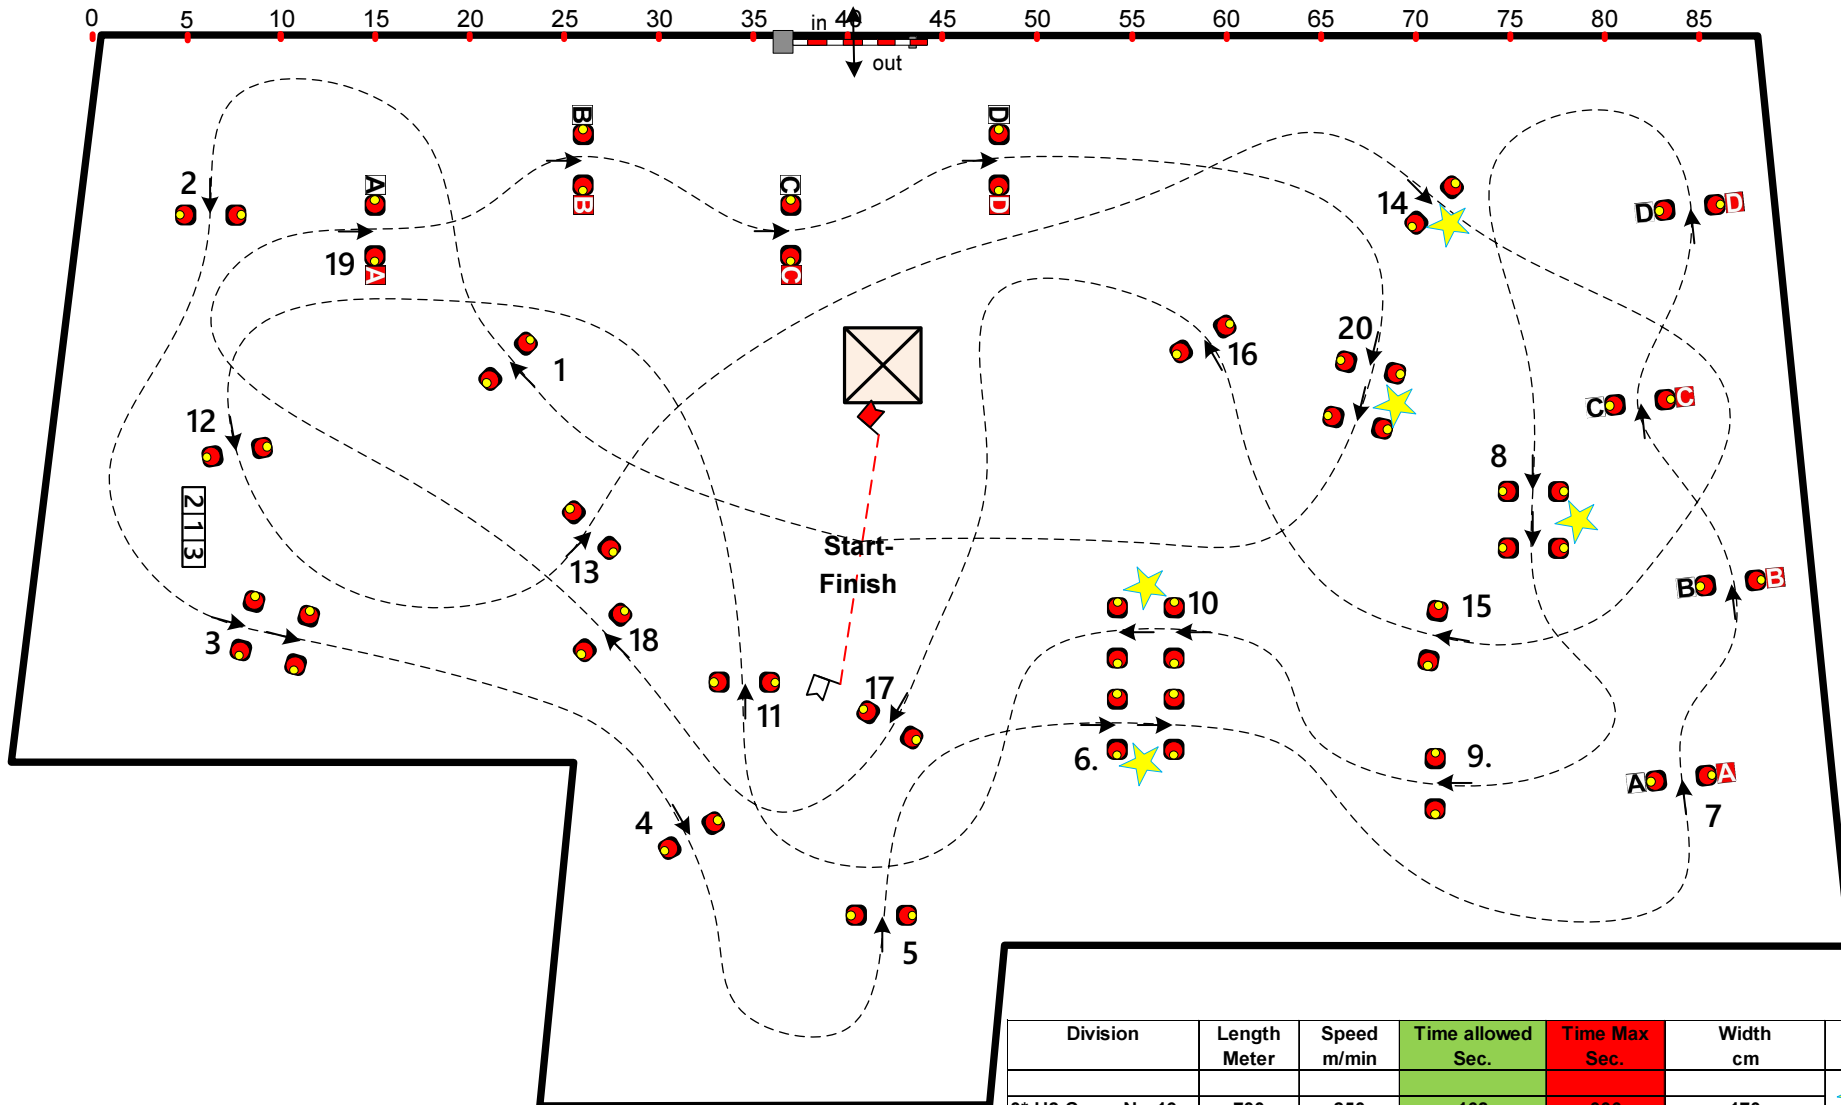 0 5 10 15 20 25 30 35 40 45 50 55 60 65 70 75 80 85
in
out
B D
2 A C
B D 14 D D
19 A C
20
1 16
12 C C
8
2 1 3
Start-
13 Finish
B B
10 15
3 18
17
11
6. 9.
A A
4 7
5
Division Length Speed Time allowed Time Max Width
Meter m/min Sec. Sec. cm